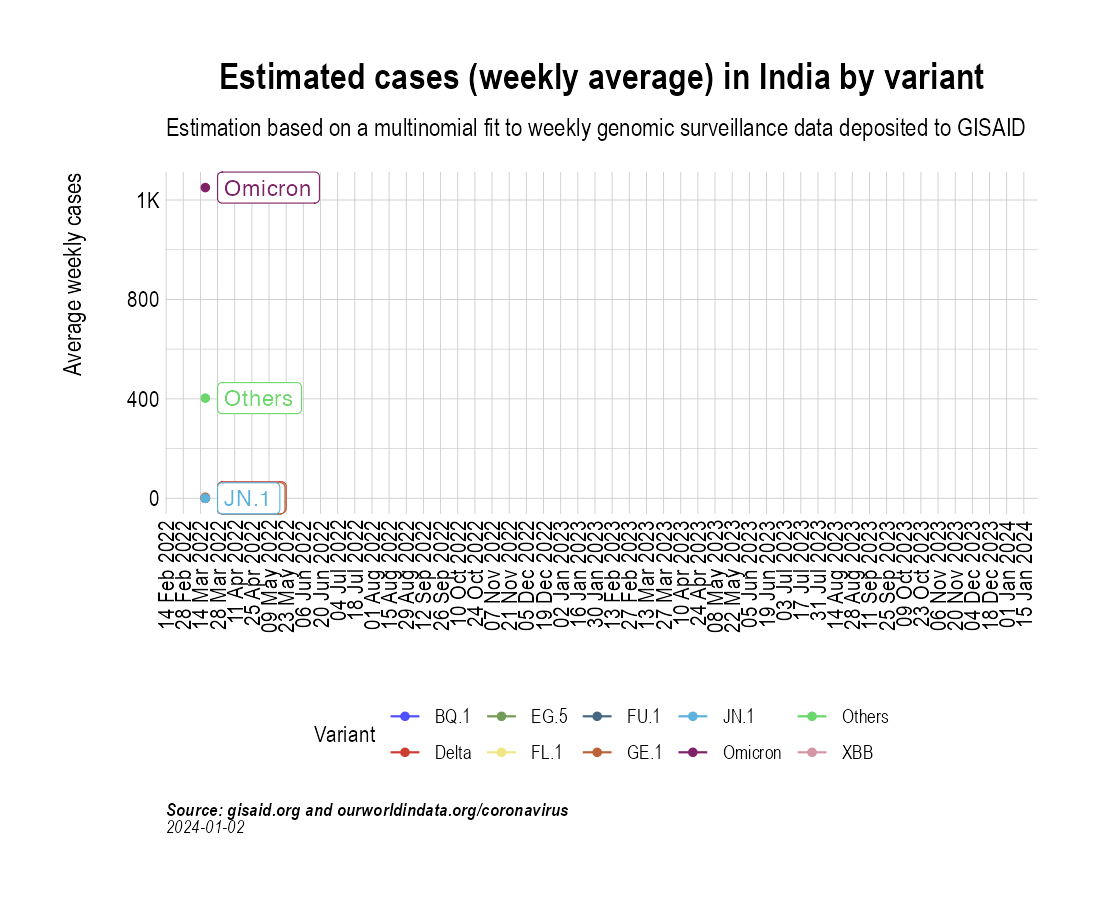 Estimated cases (weekly average) in India by variant
Estimation based on a multinomial fit to weekly genomic surveillance data deposited to GISAID
Average weekly cases
1K
800
400
0
Omicron
Others
JN.1
14 Feb 2022
28 Feb 2022
14 Mar 2022
28 Mar 2022
11 Apr 2022
25 Apr 2022
09 May 2022
23 May 2022
06 Jun 2022
20 Jun 2022
04 Jul 2022
18 Jul 2022
01 Aug 2022
15 Aug 2022
29 Aug 2022
12 Sep 2022
26 Sep 2022
10 Oct 2022
24 Oct 2022
07 Nov 2022
21 Nov 2022
05 Dec 2022
19 Dec 2022
02 Jan 2023
16 Jan 2023
30 Jan 2023
13 Feb 2023
27 Feb 2023
13 Mar 2023
27 Mar 2023
10 Apr 2023
24 Apr 2023
08 May 2023
22 May 2023
05 Jun 2023
19 Jun 2023
03 Jul 2023
17 Jul 2023
31 Jul 2023
14 Aug 2023
28 Aug 2023
11 Sep 2023
25 Sep 2023
09 Oct 2023
23 Oct 2023
06 Nov 2023
20 Nov 2023
04 Dec 2023
18 Dec 2023
01 Jan 2024
15 Jan 2024
Variant
BQ.1 EG.5 FU.1 JN.1 Others
Delta FL.1 GE.1 Omicron XBB
Source: gisaid.org and ourworldindata.org/coronavirus
2024-01-02